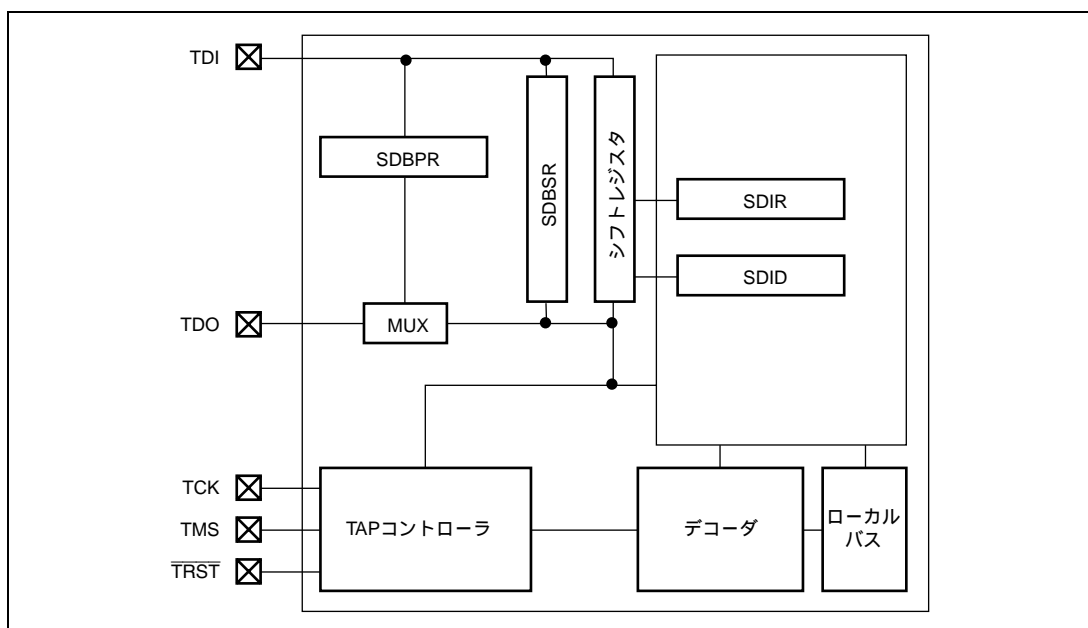 TDI
SDBPR
SDBSR
シフトレジスタ
SDIR
SDID
TDO
MUX
TCK
TMS
TRST
TAPコントローラ
デコーダ
ローカル
バス